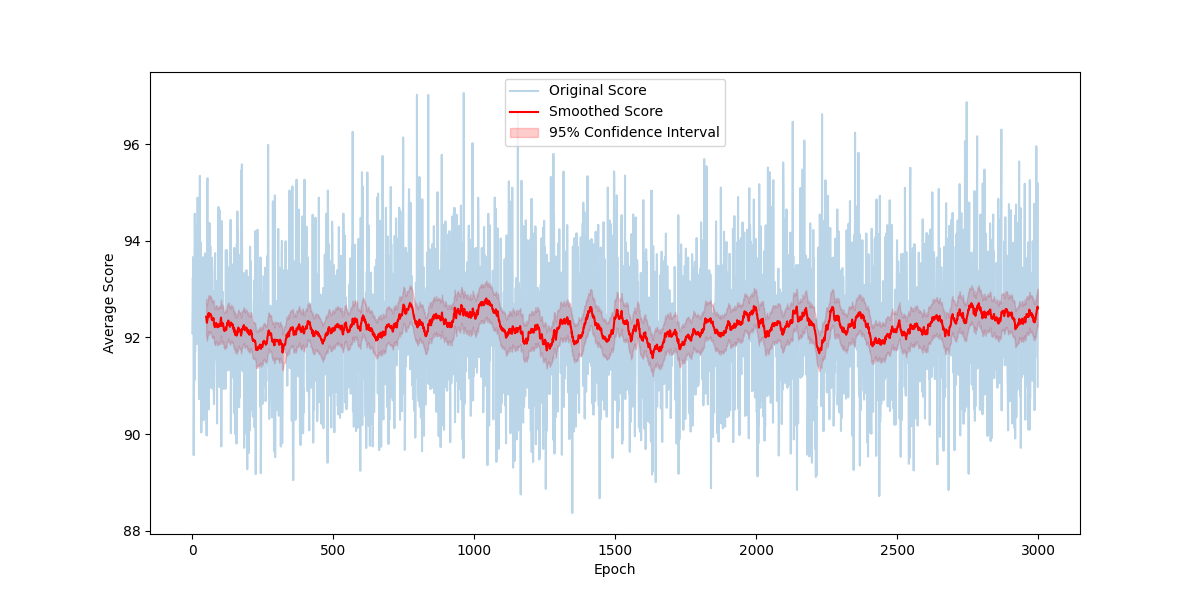 Original Score
Smoothed Score
95% Confidence Interval
96
94
92
90
88
Average Score
0
500
1000
1500
2000
2500
3000
Epoch